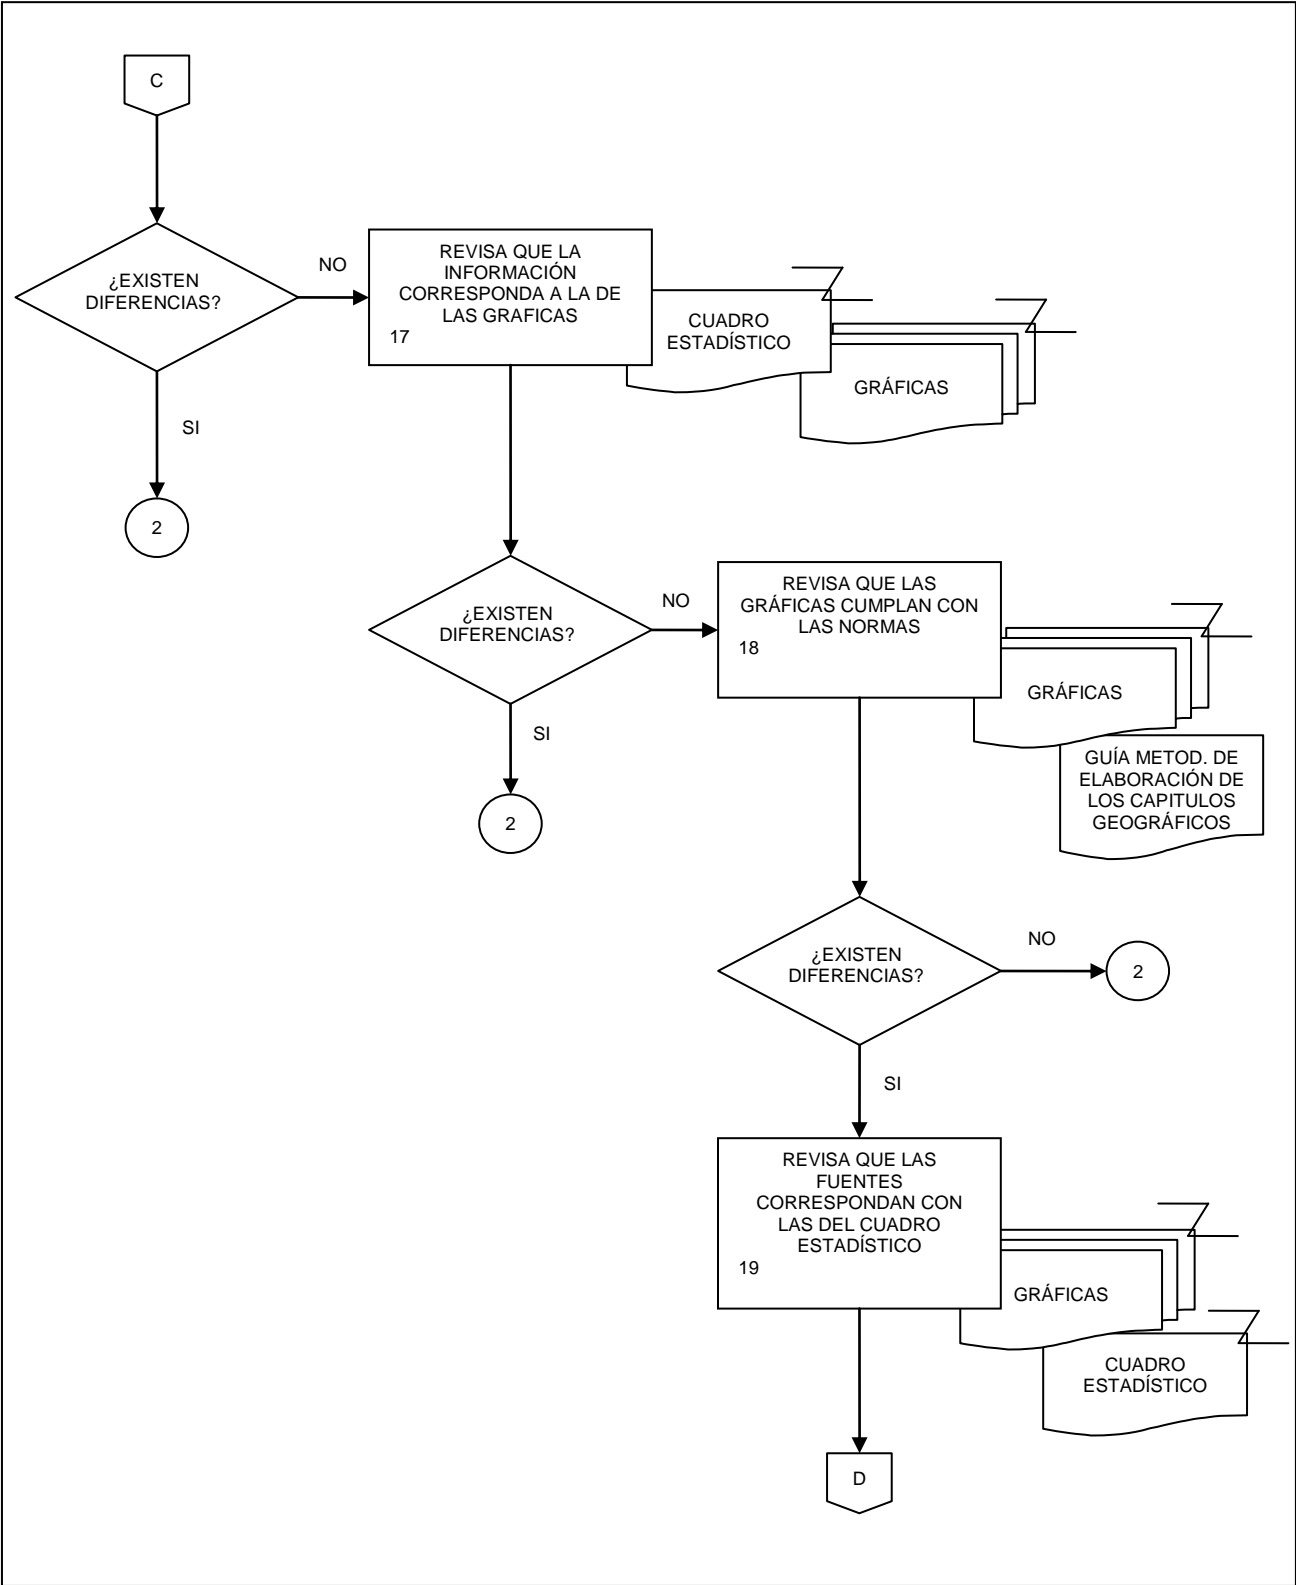 C
¿EXISTEN
DIFERENCIAS?
NO
SI
2
REVISA QUE LA
INFORMACIÓN
CORRESPONDA A LA DE
LAS GRAFICAS
17
CUADRO
ESTADÍSTICO
GRÁFICAS
¿EXISTEN
DIFERENCIAS?
NO
SI
2
REVISA QUE LAS
GRÁFICAS CUMPLAN CON
LAS NORMAS
18
GRÁFICAS
GUÍA METOD. DE
ELABORACIÓN DE
LOS CAPITULOS
GEOGRÁFICOS
¿EXISTEN
DIFERENCIAS?
NO
2
SI
REVISA QUE LAS
FUENTES
CORRESPONDAN CON
LAS DEL CUADRO
ESTADÍSTICO
19
GRÁFICAS
CUADRO
ESTADÍSTICO
D